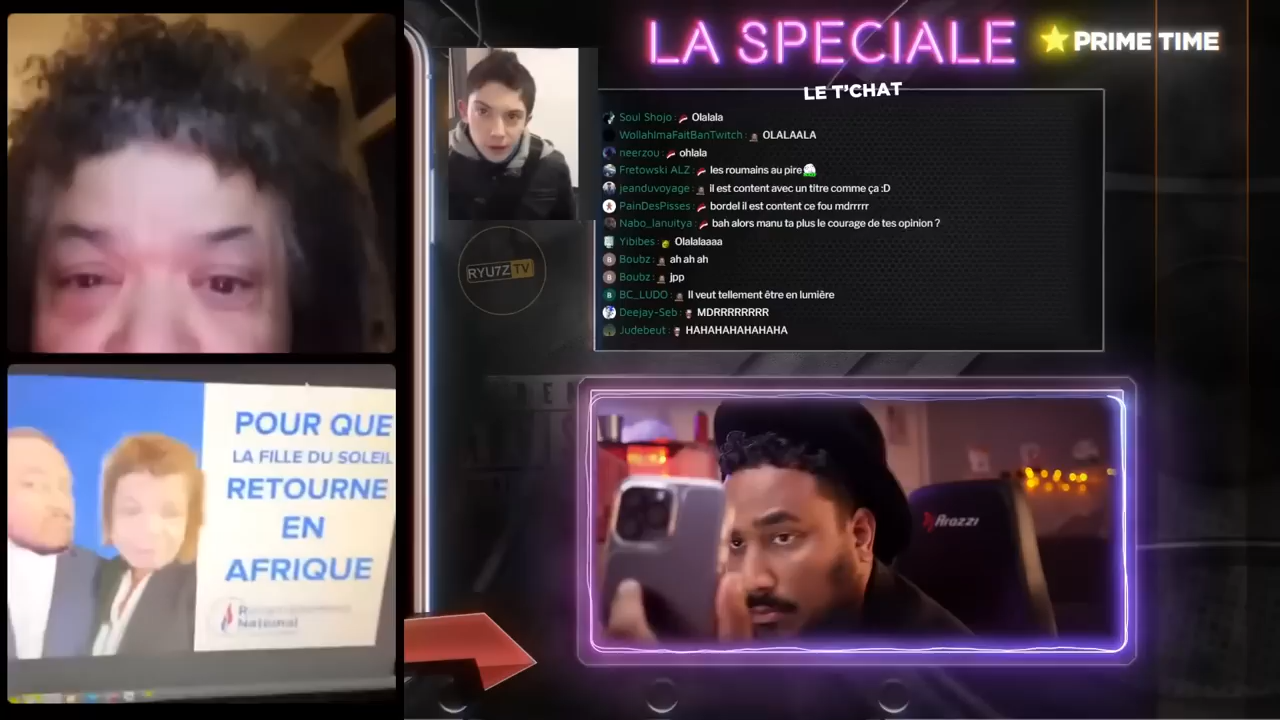 LA SPECIALE
PRIME TIME
LE T'CHAT
Soul Shojo : Olalala
WollahImaFaitBanTwitch : OLALAALA
neerzou : ohlala
Fretowski ALZ : les roumains au pire
jeanduvoyage : il est content avec un titre comme ça :D
PainDesPisses : bordel il est content ce fou mdrrrrr
Nabo_lanuitya : bah alors manu ta plus le courage de tes opinion ?
Yibibes : Olalalaaaa
Boubz : ah ah ah
Boubz : jpp
BC_LUDO : Il veut tellement être en lumière
Deejay-Seb : MDRRRRRRRR
Judebeut : HAHAHAHAHAHAHA
RYU7Z TV
POUR QUE
LA FILLE DU SOLEIL
RETOURNE
EN
AFRIQUE
National
Arozzi